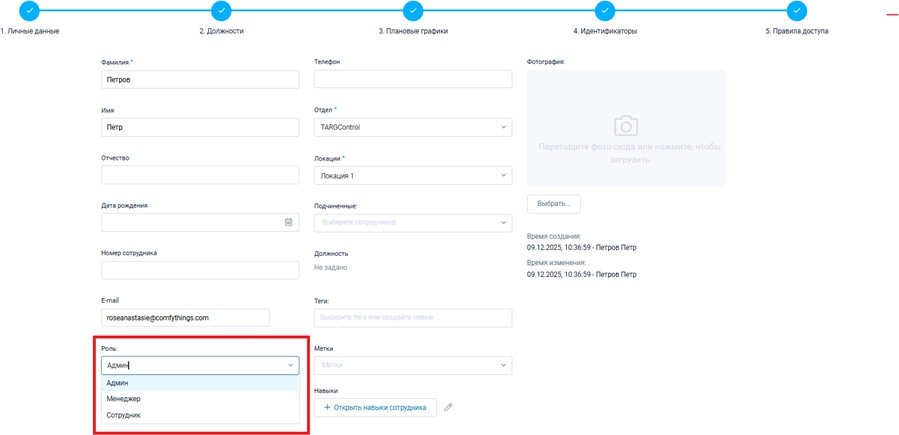 1. Личные данные
2. Должности
3. Плановые графики
4. Идентификаторы
5. Правила доступа
Фамилия *
Петров
Имя
Петр
Отчество
Дата рождения
Номер сотрудника
E-mail
roseanastasie@comfythings.com
Роль:
Админ
Админ
Менеджер
Сотрудник
Телефон
Отдел *
TARGControl
Локации *
Локация 1
Подчиненные:
Выберите сотрудников
Должность
Не задано
Теги:
Выберите теги или создайте новые
Метки
Метки
Навыки
+ Открыть навыки сотрудника
Фотография:
Перетащите фото сюда или нажмите, чтобы
загрузить
Выбрать...
Время создания:
09.12.2025, 10:36:59 - Петров Петр
Время изменения:
09.12.2025, 10:36:59 - Петров Петр